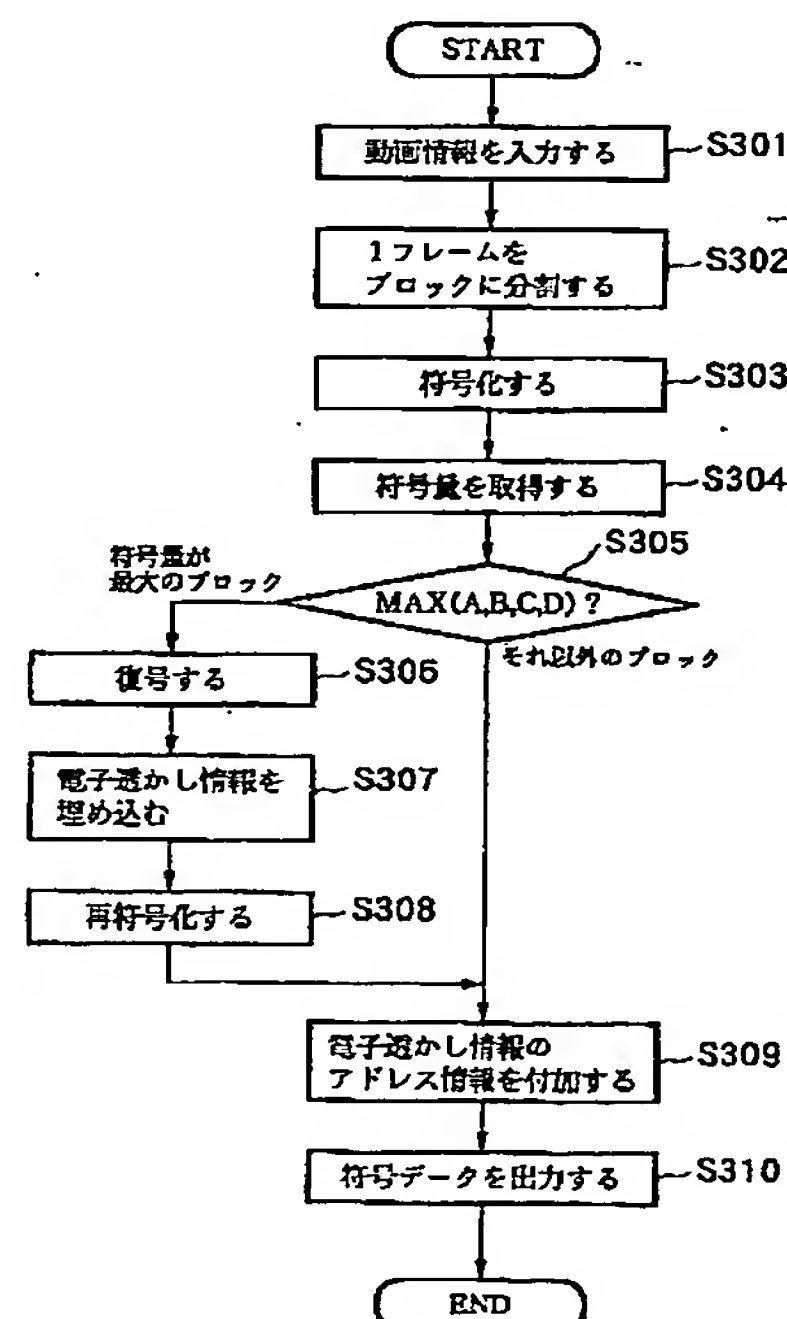 START
動画情報を入力する
S301
1フレームを
ブロックに分割する
S302
符号化する
S303
符号量を取得する
S304
S305
符号量が
最大のブロック
MAX(A,B,C,D)?
それ以外のブロック
復号する
S306
電子透かし情報を
埋め込む
S307
再符号化する
S308
電子透かし情報の
アドレス情報を付加する
S309
符号データを出力する
S310
END